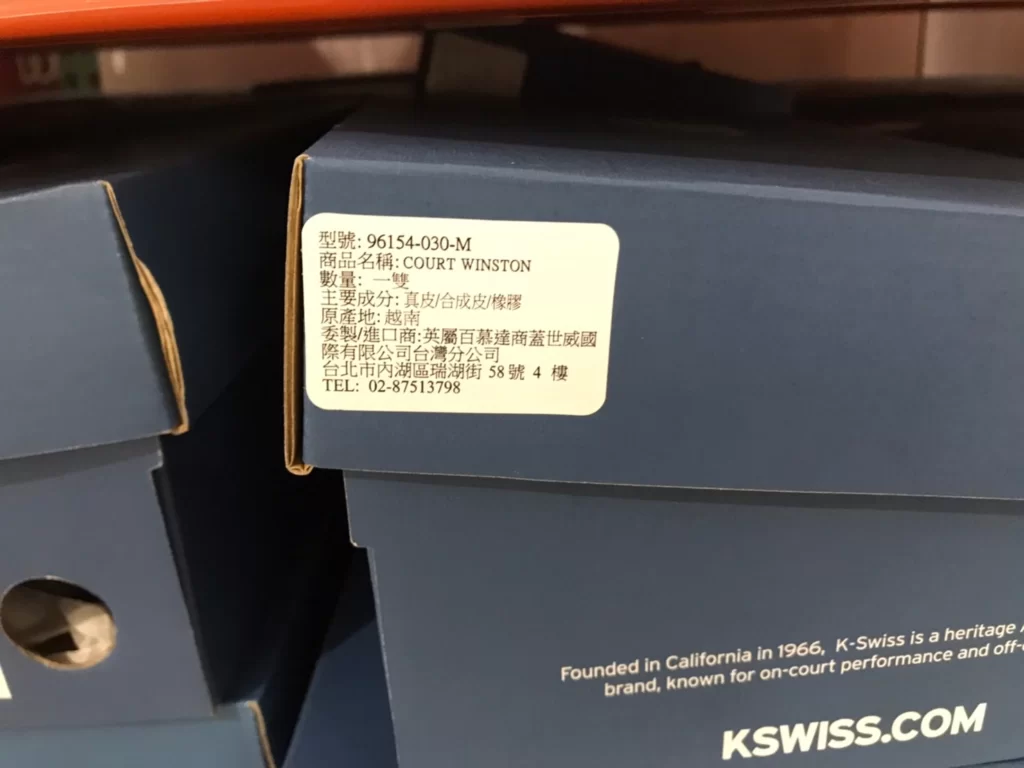 型號: 96154-030-M
商品名稱: COURT WINSTON
數量: 一雙
主要成分: 真皮/合成皮/橡膠
原產地: 越南
委製/進口商:英屬百慕達商蓋世威國
際有限公司台灣分公司
台北市內湖區瑞湖街 58 號 4 樓
TEL: 02-87513798
Founded in California in 1966, K-Swiss is a heritage
brand, known for on-court performance and off-
KSWISS.COM